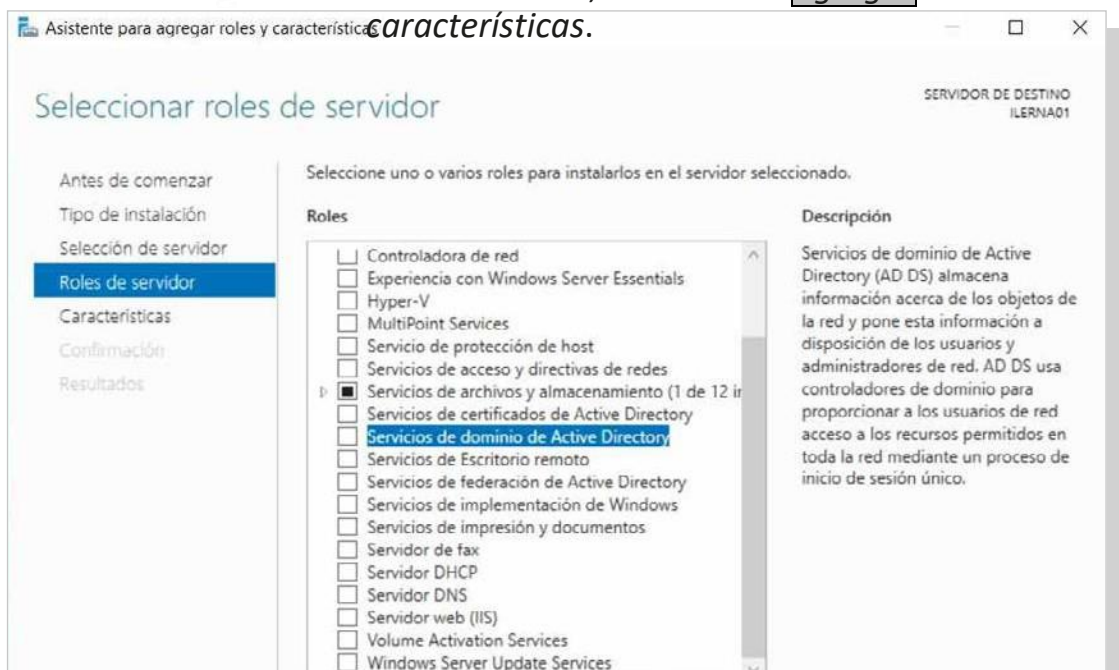 agregar
características.
Asistente para agregar roles y características
Seleccionar roles de servidor
SERVIDOR DE DESTINO
ILERNA01
Antes de comenzar
Tipo de instalación
Selección de servidor
Roles de servidor
Características
Confirmación
Resultados
Seleccione uno o varios roles para instalarlos en el servidor seleccionado.
Roles
Controladora de red
Experiencia con Windows Server Essentials
Hyper-V
MultiPoint Services
Servicio de protección de host
Servicios de acceso y directivas de redes
Servicios de archivos y almacenamiento (1 de 12 in
Servicios de certificados de Active Directory
Servicios de dominio de Active Directory
Servicios de Escritorio remoto
Servicios de federación de Active Directory
Servicios de implementación de Windows
Servicios de impresión y documentos
Servidor de fax
Servidor DHCP
Servidor DNS
Servidor web (IIS)
Volume Activation Services
Windows Server Update Services
Descripción
Servicios de dominio de Active
Directory (AD DS) almacena
información acerca de los objetos de
la red y pone esta información a
disposición de los usuarios y
administradores de red. AD DS usa
controladores de dominio para
proporcionar a los usuarios de red
acceso a los recursos permitidos en
toda la red mediante un proceso de
inicio de sesión único.